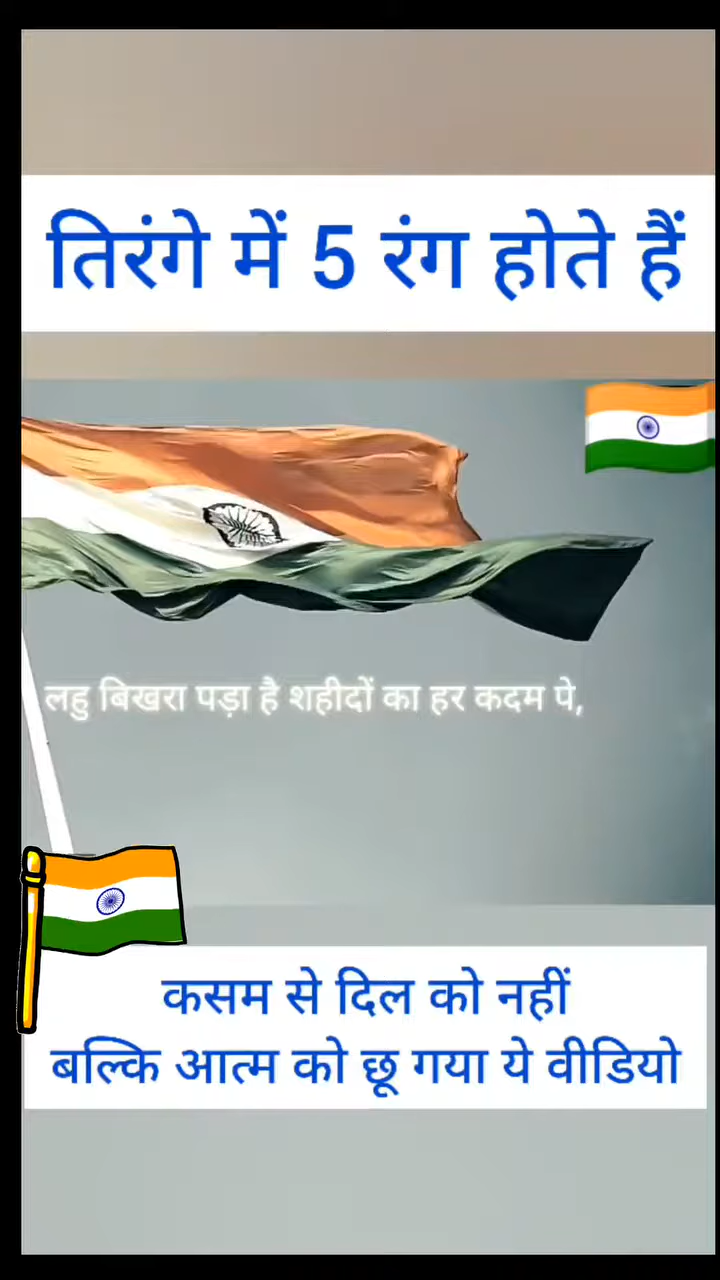 तिरंगे में 5 रंग होते हैं
लहु बिखरा पड़ा है शहीदों का हर कदम पे,
कसम से दिल को नहीं
बल्कि आत्म को छू गया ये वीडियो